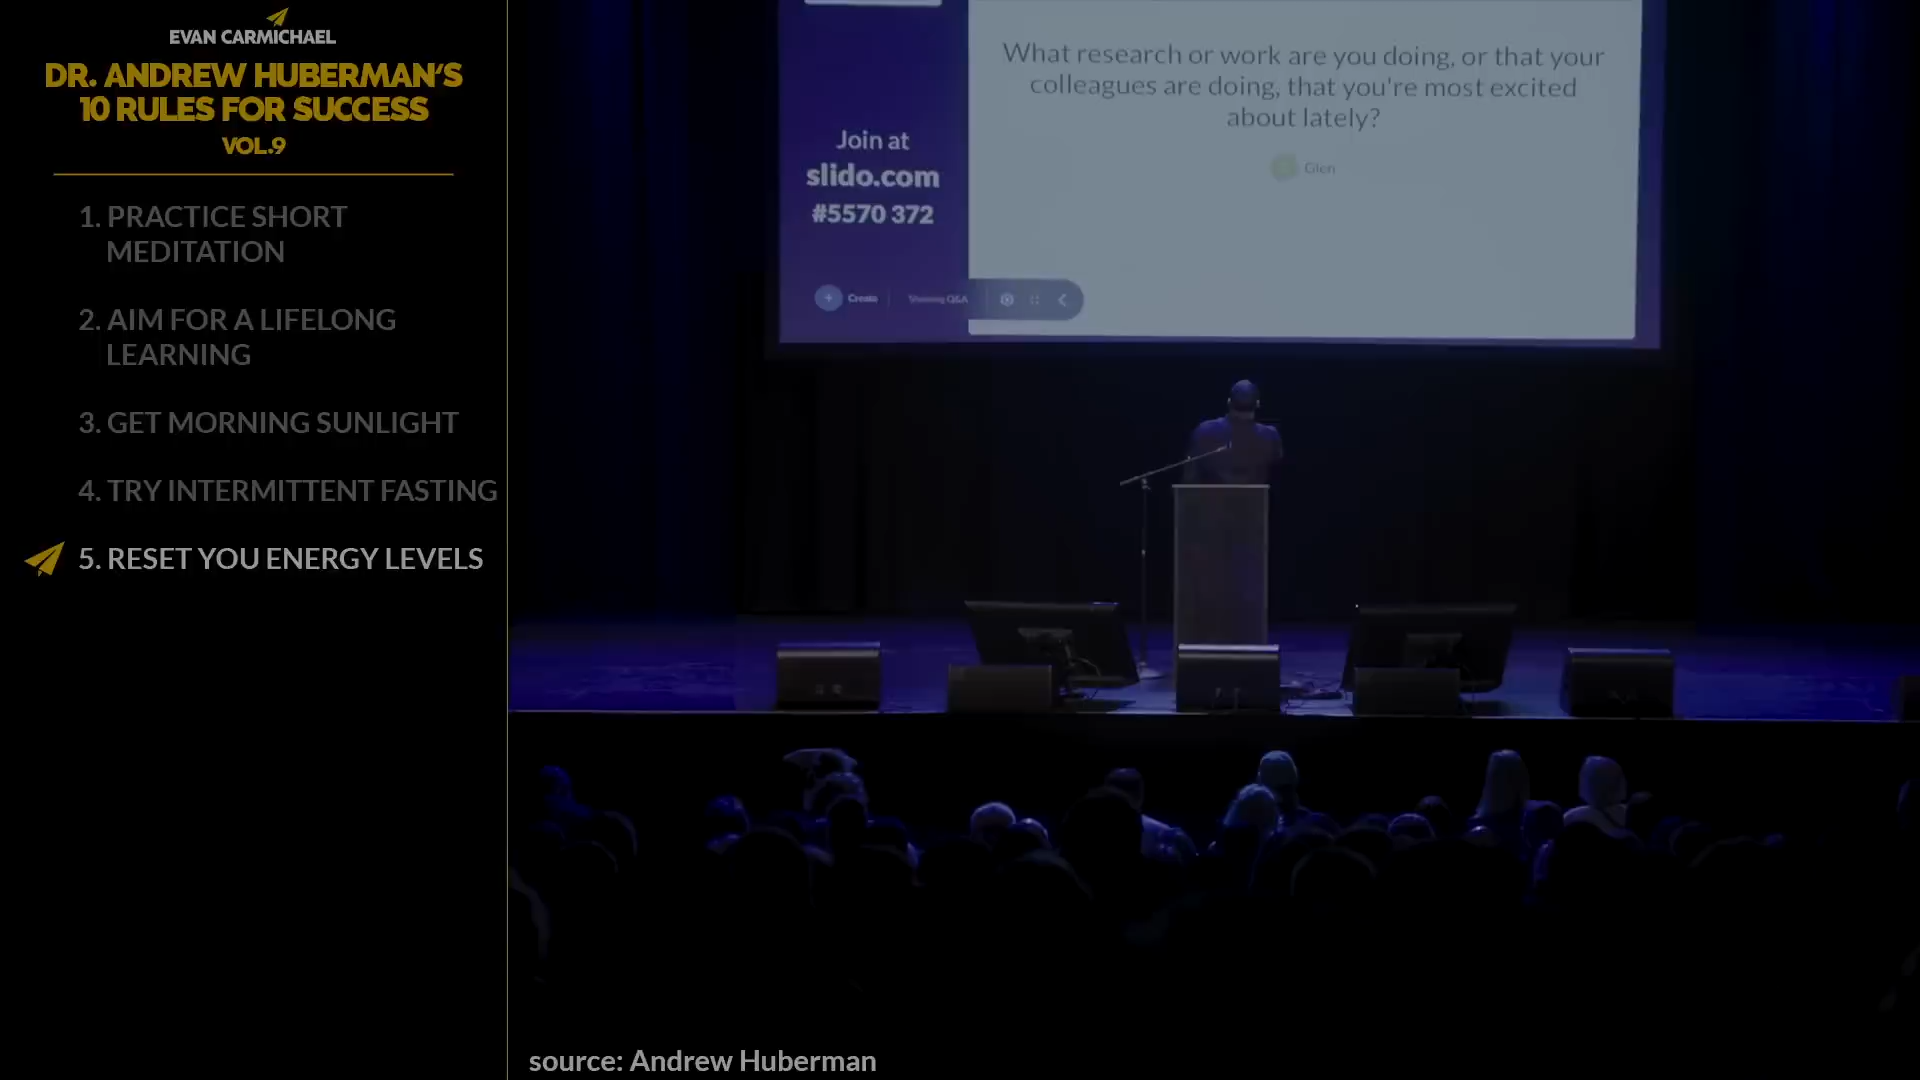 EVAN CARMICHAEL
DR. ANDREW HUBERMAN'S
10 RULES FOR SUCCESS
VOL.9
1. PRACTICE SHORT
MEDITATION
2. AIM FOR A LIFELONG
LEARNING
3. GET MORNING SUNLIGHT
4. TRY INTERMITTENT FASTING
5. RESET YOU ENERGY LEVELS
What research or work are you doing, or that your
colleagues are doing, that you're most excited
about lately?
Glen
Join at
slido.com
#5570 372
Create
Showing Q&A
source: Andrew Huberman